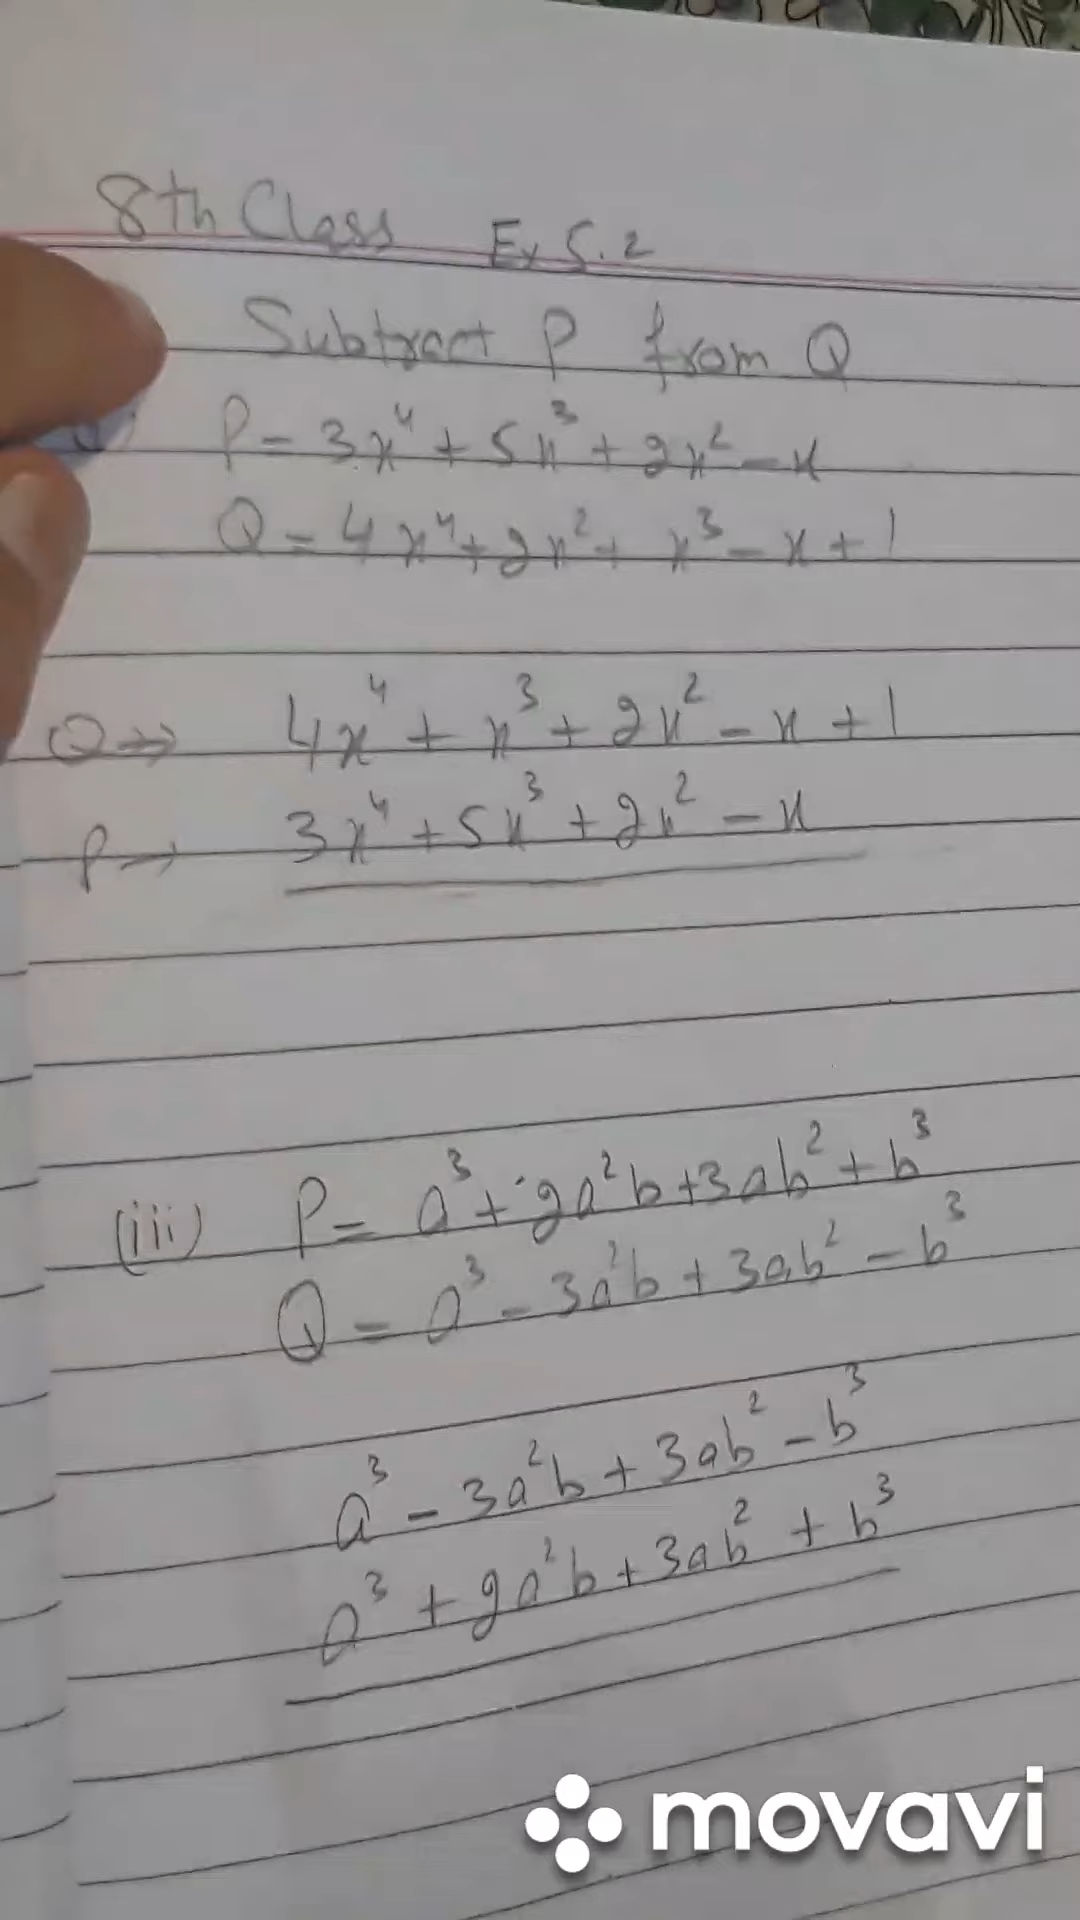 8th Class Ex 5.2
Subtract P from Q
P = 3x⁴ + 5x³ + 2x² - x
Q = 4x⁴ + 2x² + x³ - x + 1
Q → 4x⁴ + x³ + 2x² - x + 1
P → 3x⁴ + 5x³ + 2x² - x
(iii) P = a³ + 2a²b + 3ab² + b³
Q = a³ - 3a²b + 3ab² - b³
a³ - 3a²b + 3ab² - b³
a³ + 2a²b + 3ab² + b³
movavi